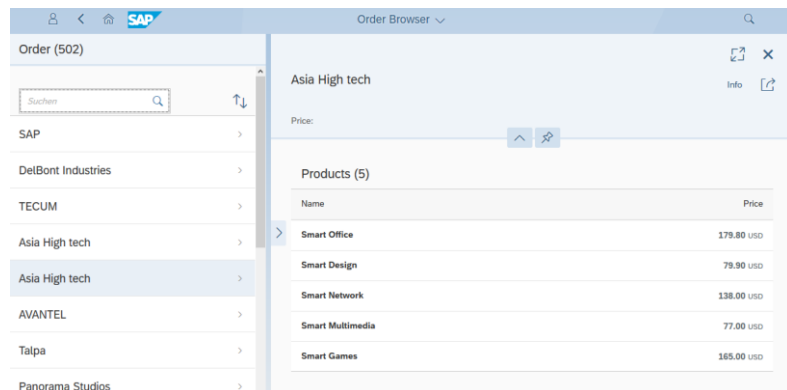 SAP
Order Browser
Order (502)
Suchen
SAP
DelBont Industries
TECUM
Asia High tech
Asia High tech
AVANTEL
Talpa
Panorama Studios
Asia High tech
Info
Price:
Products (5)
Name Price
Smart Office 179.80 USD
Smart Design 79.90 USD
Smart Network 138.00 USD
Smart Multimedia 77.00 USD
Smart Games 165.00 USD